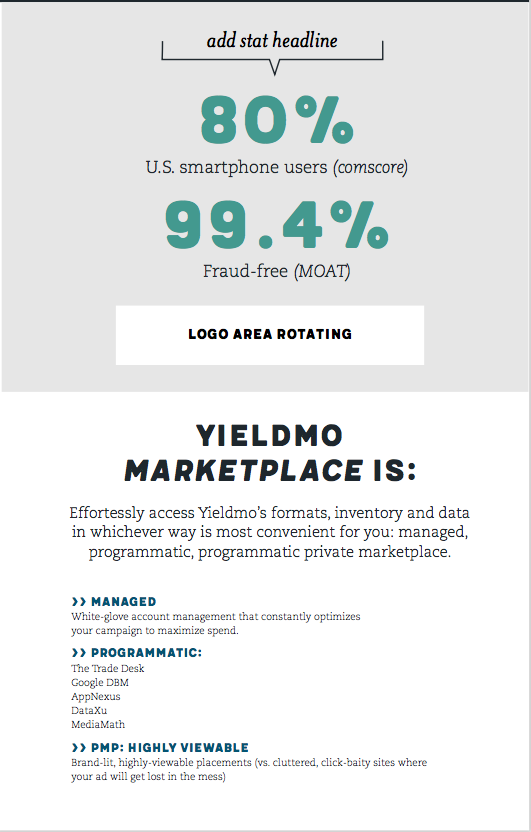 add stat headline
80%
U.S. smartphone users (comscore)
99.4%
Fraud-free (MOAT)
LOGO AREA ROTATING
YIELDMO
MARKETPLACE IS:
Effortessly access Yieldmo's formats, inventory and data
in whichever way is most convenient for you: managed,
programmatic, programmatic private marketplace.
❯❯ MANAGED
White-glove account management that constantly optimizes
your campaign to maximize spend.
❯❯ PROGRAMMATIC:
The Trade Desk
Google DBM
AppNexus
DataXu
MediaMath
❯❯ PMP: HIGHLY VIEWABLE
Brand-lit, highly-viewable placements (vs. cluttered, click-baity sites where
your ad will get lost in the mess)